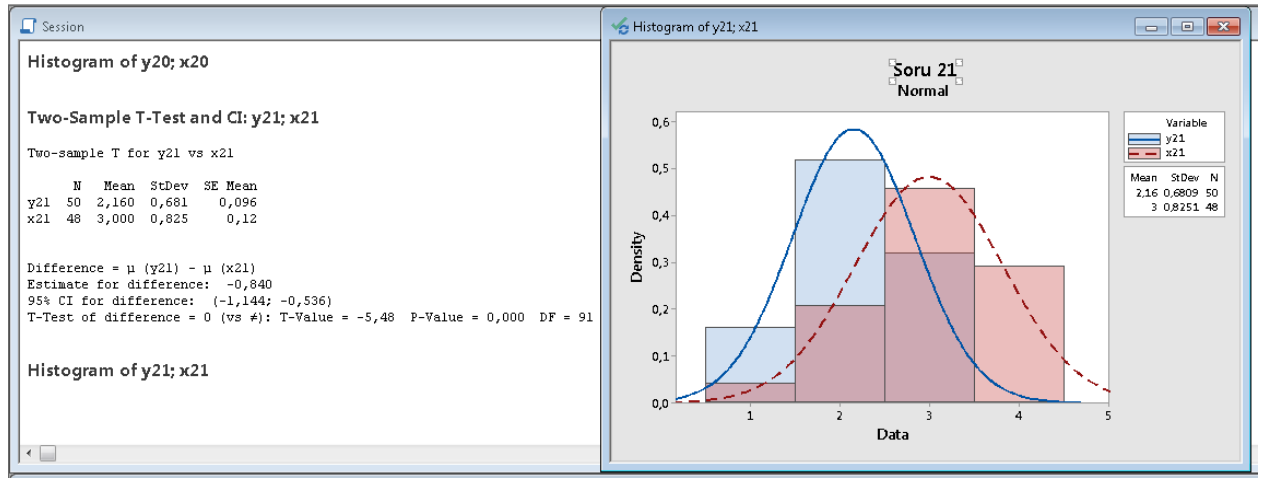 Session
Histogram of y20; x20
Two-Sample T-Test and CI: y21; x21
Two-sample T for y21 vs x21
N Mean StDev SE Mean
y21 50 2,160 0,681 0,096
x21 48 3,000 0,825 0,12
Difference = μ (y21) - μ (x21)
Estimate for difference: -0,840
95% CI for difference: (-1,144; -0,536)
T-Test of difference = 0 (vs ≠): T-Value = -5,48 P-Value = 0,000 DF = 91
Histogram of y21; x21
Histogram of y21; x21
Soru 21
Normal
0,6
0,5
0,4
0,3
0,2
0,1
0,0
Density
1 2 3 4 5
Data
Variable
y21
x21
Mean StDev N
2,16 0,6809 50
3 0,8251 48